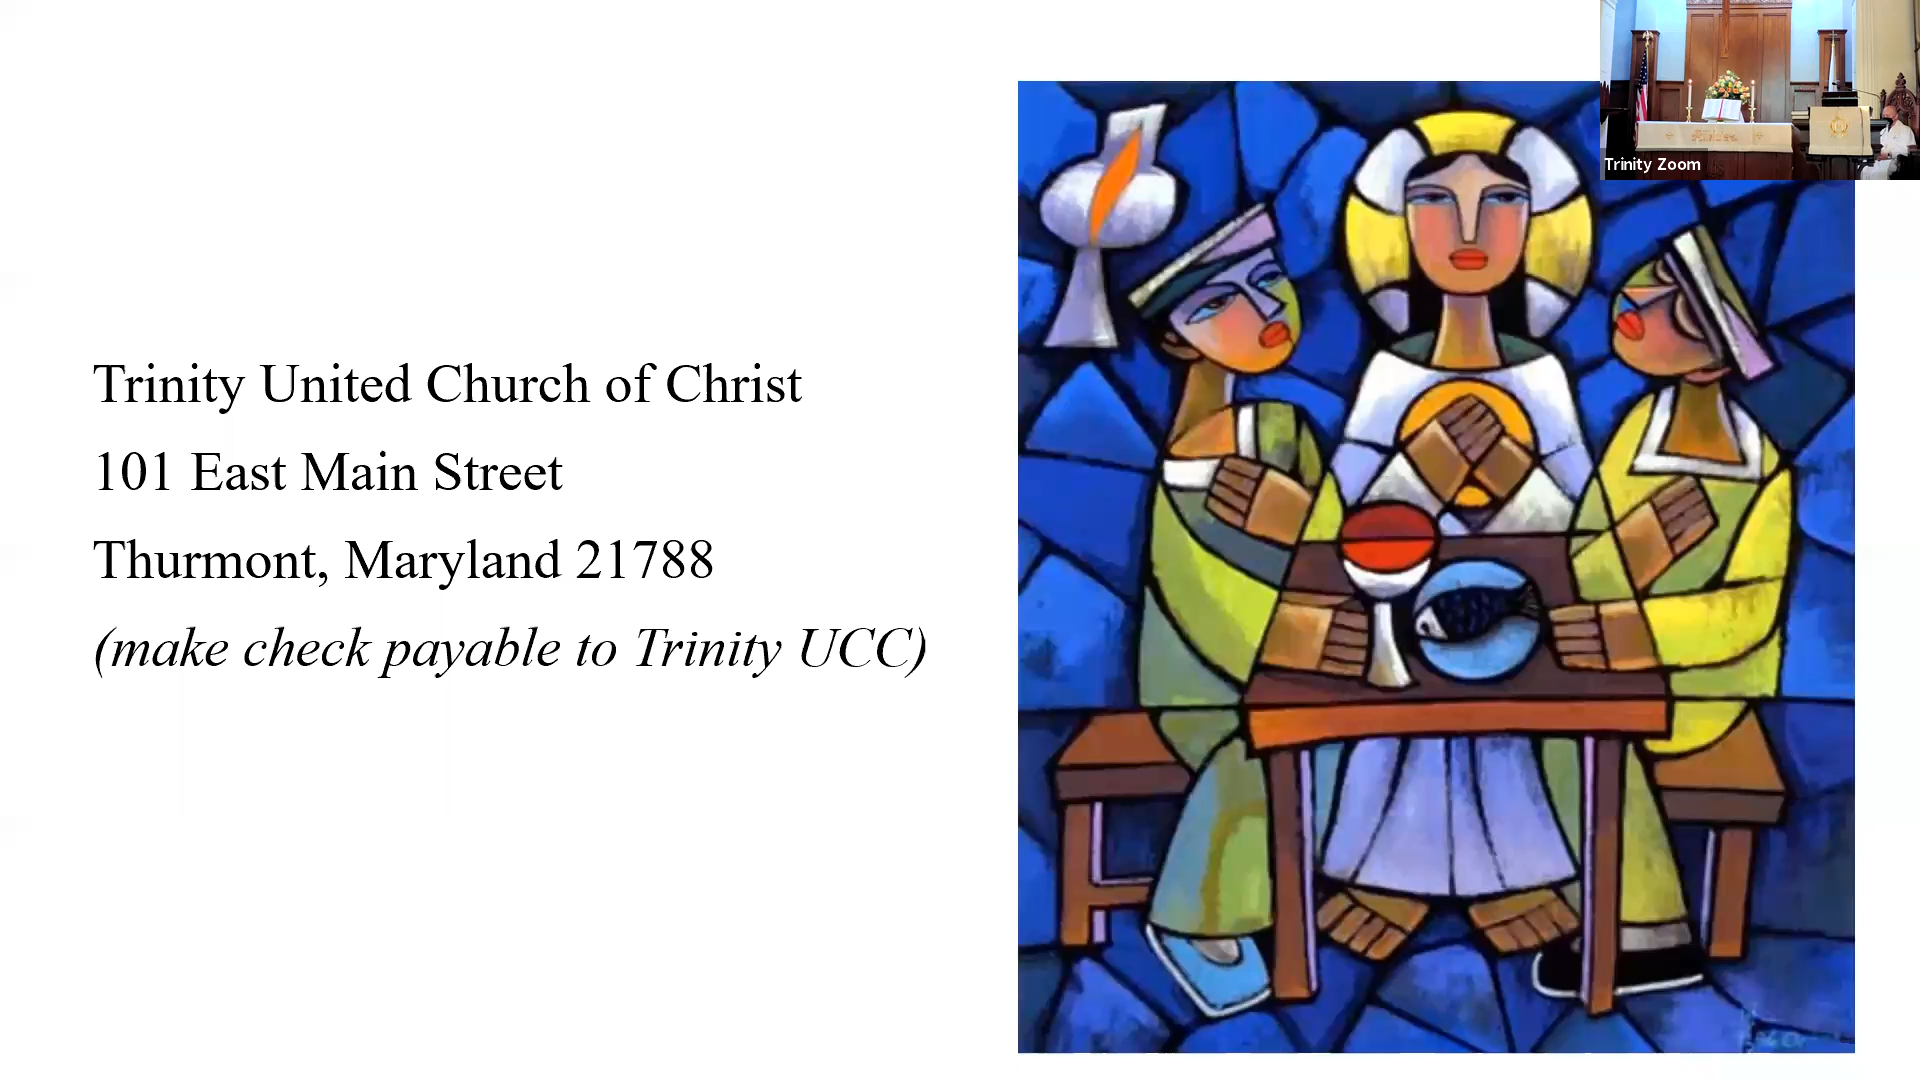 Trinity United Church of Christ
101 East Main Street
Thurmont, Maryland 21788
(make check payable to Trinity UCC)
Trinity Zoom